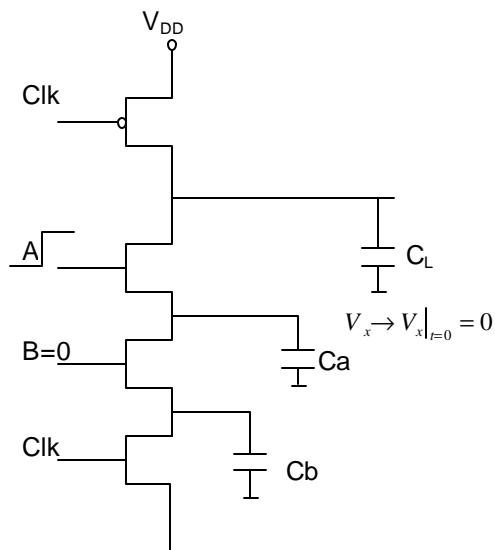 V_DD
Clk
A
C_L
V_x → V_x|_{t=0} = 0
B=0
Ca
Clk
Cb